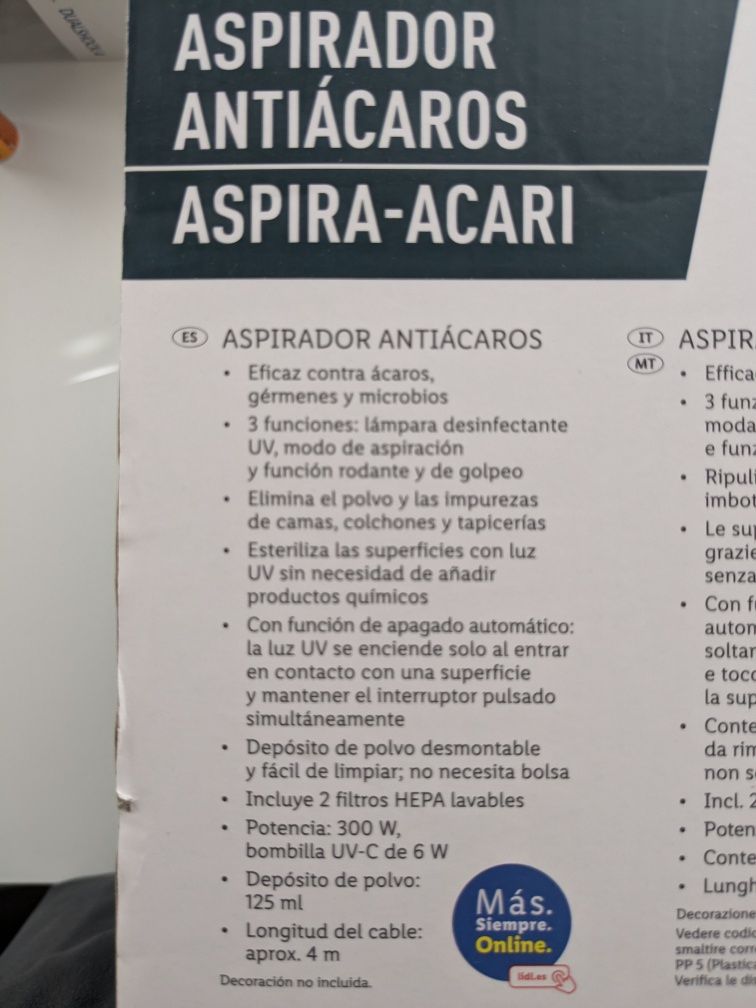 ASPIRADOR
ANTIÁCAROS
ASPIRA-ACARI
ES ASPIRADOR ANTIÁCAROS
• Eficaz contra ácaros,
gérmenes y microbios
• 3 funciones: lámpara desinfectante
UV, modo de aspiración
y función rodante y de golpeo
• Elimina el polvo y las impurezas
de camas, colchones y tapicerías
• Esteriliza las superficies con luz
UV sin necesidad de añadir
productos químicos
• Con función de apagado automático:
la luz UV se enciende solo al entrar
en contacto con una superficie
y mantener el interruptor pulsado
simultáneamente
• Depósito de polvo desmontable
y fácil de limpiar; no necesita bolsa
• Incluye 2 filtros HEPA lavables
• Potencia: 300 W,
bombilla UV-C de 6 W
• Depósito de polvo:
125 ml
• Longitud del cable:
aprox. 4 m
Decoración no incluida.
Más.
Siempre.
Online.
lidl.es
IT ASPIR
MT
• Effica
• 3 funz
moda
e funz
• Ripuli
imbot
• Le sup
grazie
senza
• Con f
auton
soltar
e tocc
la sup
• Conte
da rim
non s
• Incl. 2
• Poten
• Conte
• Lungh
Decorazione
Vedere codic
smaltire corr
PP 5 (Plastica
Verifica le di